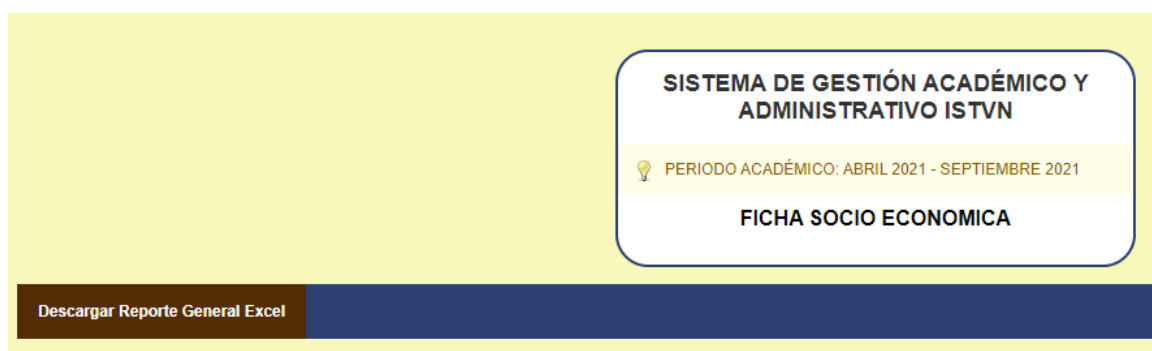 SISTEMA DE GESTIÓN ACADÉMICO Y
ADMINISTRATIVO ISTVN
PERIODO ACADÉMICO: ABRIL 2021 - SEPTIEMBRE 2021
FICHA SOCIO ECONOMICA
Descargar Reporte General Excel